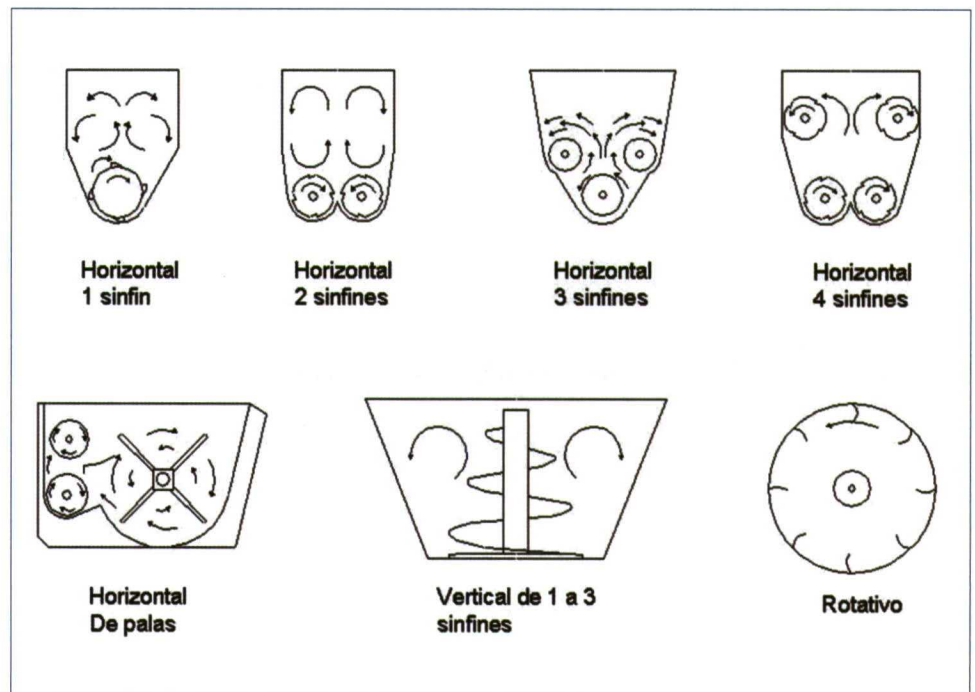 Horizontal
1 sinfin
Horizontal
2 sinfines
Horizontal
3 sinfines
Horizontal
4 sinfines
Horizontal
De palas
Vertical de 1 a 3
sinfines
Rotativo